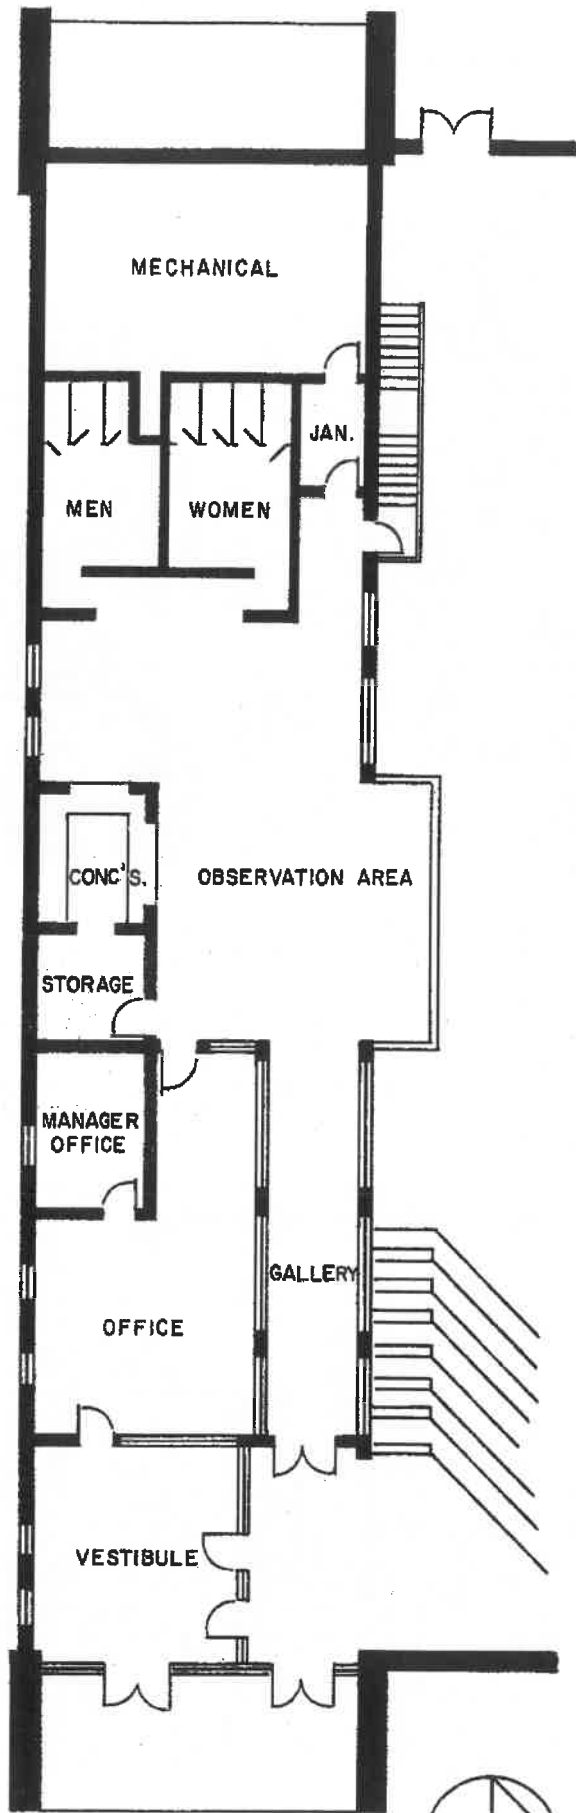 MECHANICAL
JAN.
MEN
WOMEN
CONC'S.
OBSERVATION AREA
STORAGE
MANAGER
OFFICE
GALLERY
OFFICE
VESTIBULE